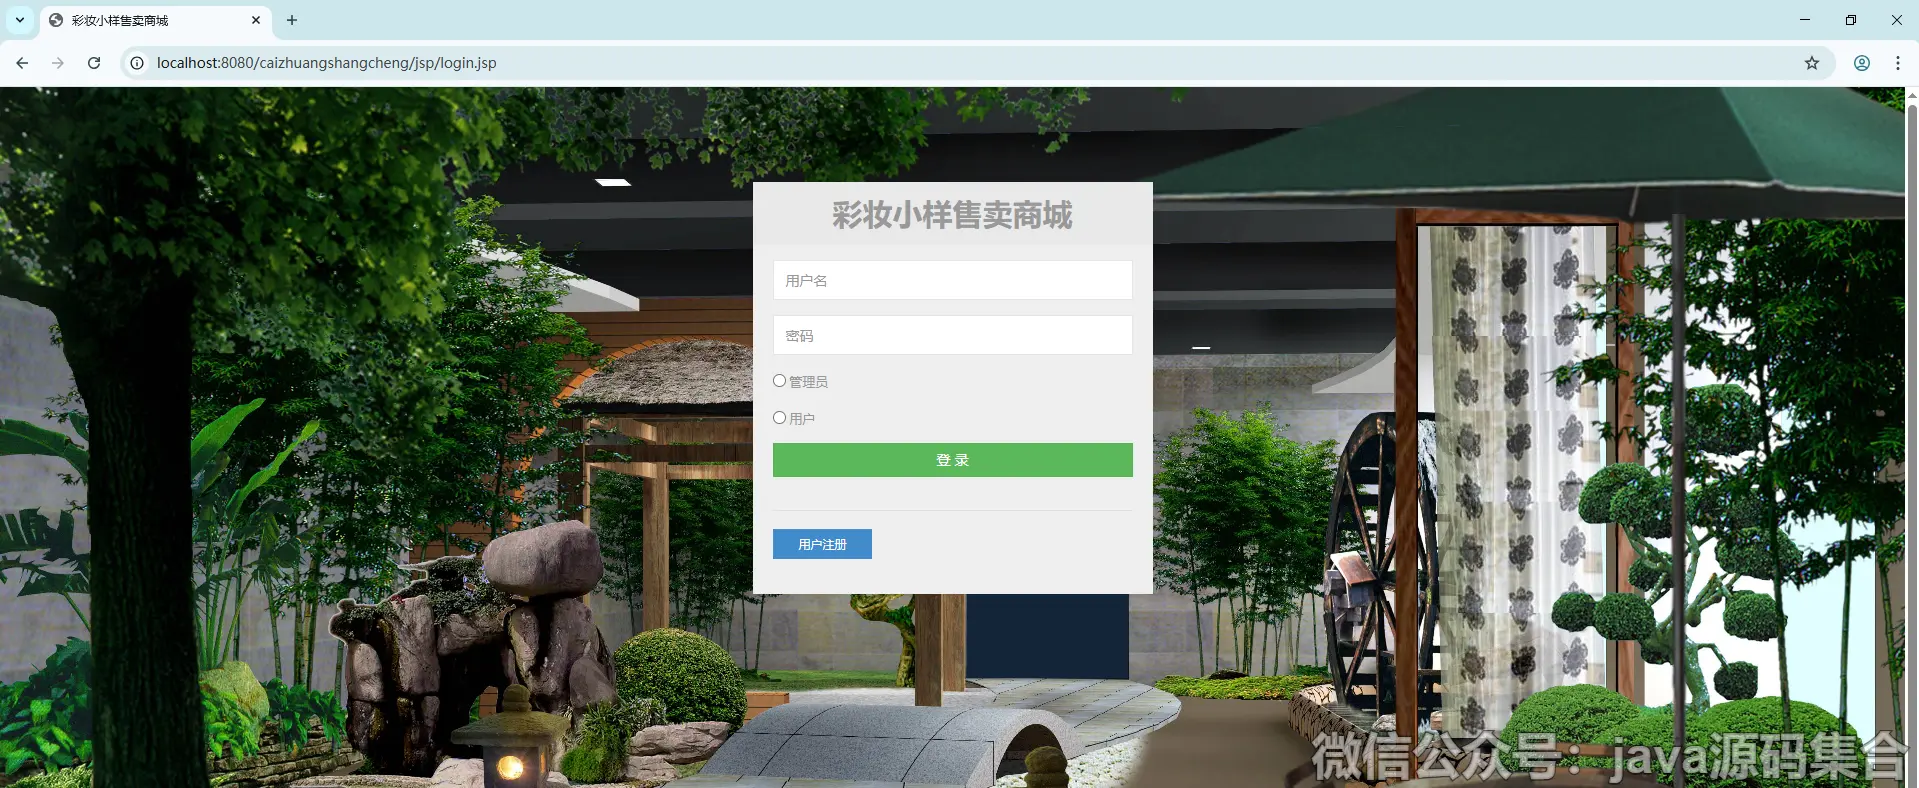 彩妆小样售卖商城
localhost:8080/caizhuangshangcheng/jsp/login.jsp
彩妆小样售卖商城
用户名
密码
管理员
用户
登 录
用户注册
微信公众号：java源码集合